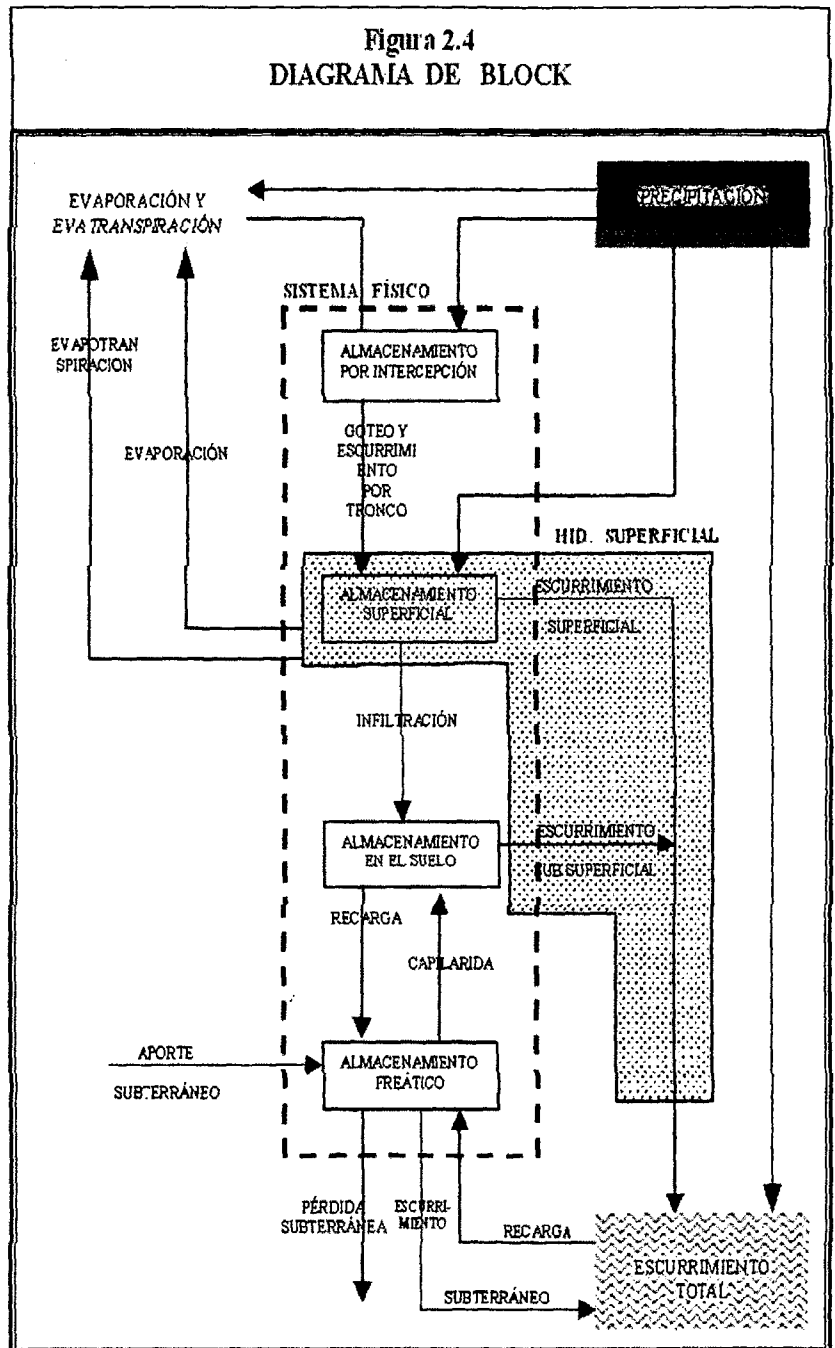 Figura 2.4
DIAGRAMA DE BLOCK
EVAPORACIÓN Y
EVATRANSPIRACIÓN
PRECIPITACIÓN
SISTEMA FÍSICO
EVAPOTRAN
SPIRACION
ALMACENAMIENTO
POR INTERCEPCIÓN
EVAPORACIÓN
GOTEO Y
ESCURRIMI
ENTO
POR
TRONCO
HID. SUPERFICIAL
ALMACENAMIENTO
SUPERFICIAL
ESCURRIMIENTO
SUPERFICIAL
INFILTRACIÓN
ALMACENAMIENTO
EN EL SUELO
ESCURRIMIENTO
SUB SUPERFICIAL
RECARGA
CAPILARIDA
APORTE
SUBTERRÁNEO
ALMACENAMIENTO
FREÁTICO
PÉRDIDA
SUBTERRÁNEA
ESCURRI-
MIENTO
RECARGA
SUBTERRÁNEO
ESCURRIMIENTO
TOTAL